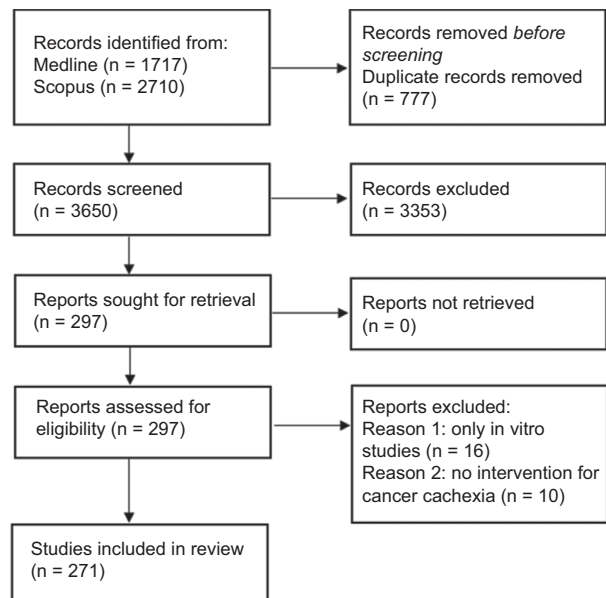 Records identified from:
Medline (n = 1717)
Scopus (n = 2710)
Records removed before
screening
Duplicate records removed
(n = 777)
Records screened
(n = 3650)
Records excluded
(n = 3353)
Reports sought for retrieval
(n = 297)
Reports not retrieved
(n = 0)
Reports assessed for
eligibility (n = 297)
Reports excluded:
Reason 1: only in vitro
studies (n = 16)
Reason 2: no intervention for
cancer cachexia (n = 10)
Studies included in review
(n = 271)